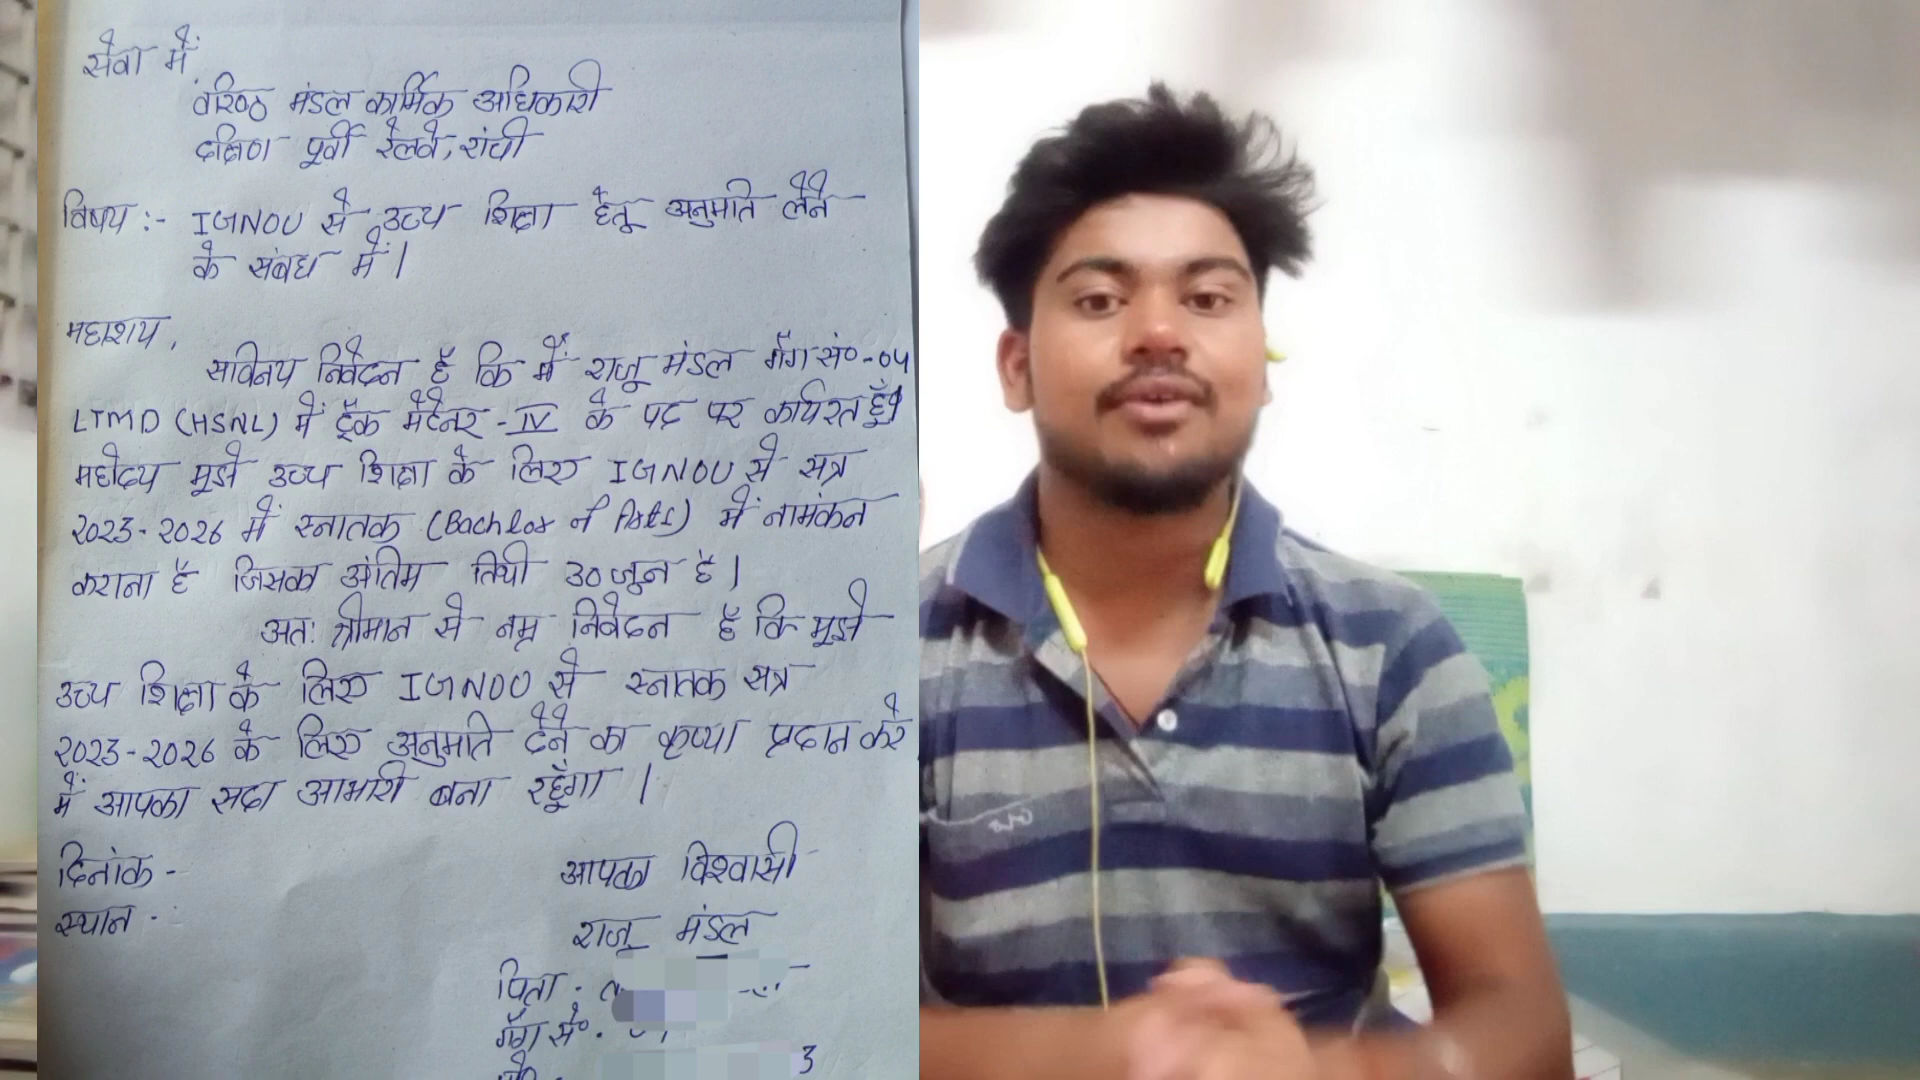 सेवा में,
वरिष्ठ मंडल कार्मिक अधिकारी
दक्षिण पूर्वी रेलवे, रांची
विषय :- IGNOU से उच्च शिक्षा हेतू अनुमति लेने
के संबध में।
महाशय,
सविनय निवेदन है कि मैं राजू मंडल गैंग सं०-04
LTMD (HSNL) में ट्रैक मेंटेनर - IV के पद पर कार्यरत हूँ।
महोदय मूझे उच्च शिक्षा के लिए IGNOU से सत्र
2023-2026 में स्नातक (Bachlor of Arts) में नामंकन
कराना है जिसका अंतिम तिथी 30 जून है।
अत: श्रीमान से नम्र निवेदन है कि मूझे
उच्च शिक्षा के लिए IGNOU से स्नातक सत्र
2023-2026 के लिए अनुमति देने का कृप्या प्रदान करे
मैं आपका सदा आभारी बना रहूँगा।
दिनांक -
स्थान -
आपका विश्वासी
राजू मंडल
पिता -
गैंग सं० -
3